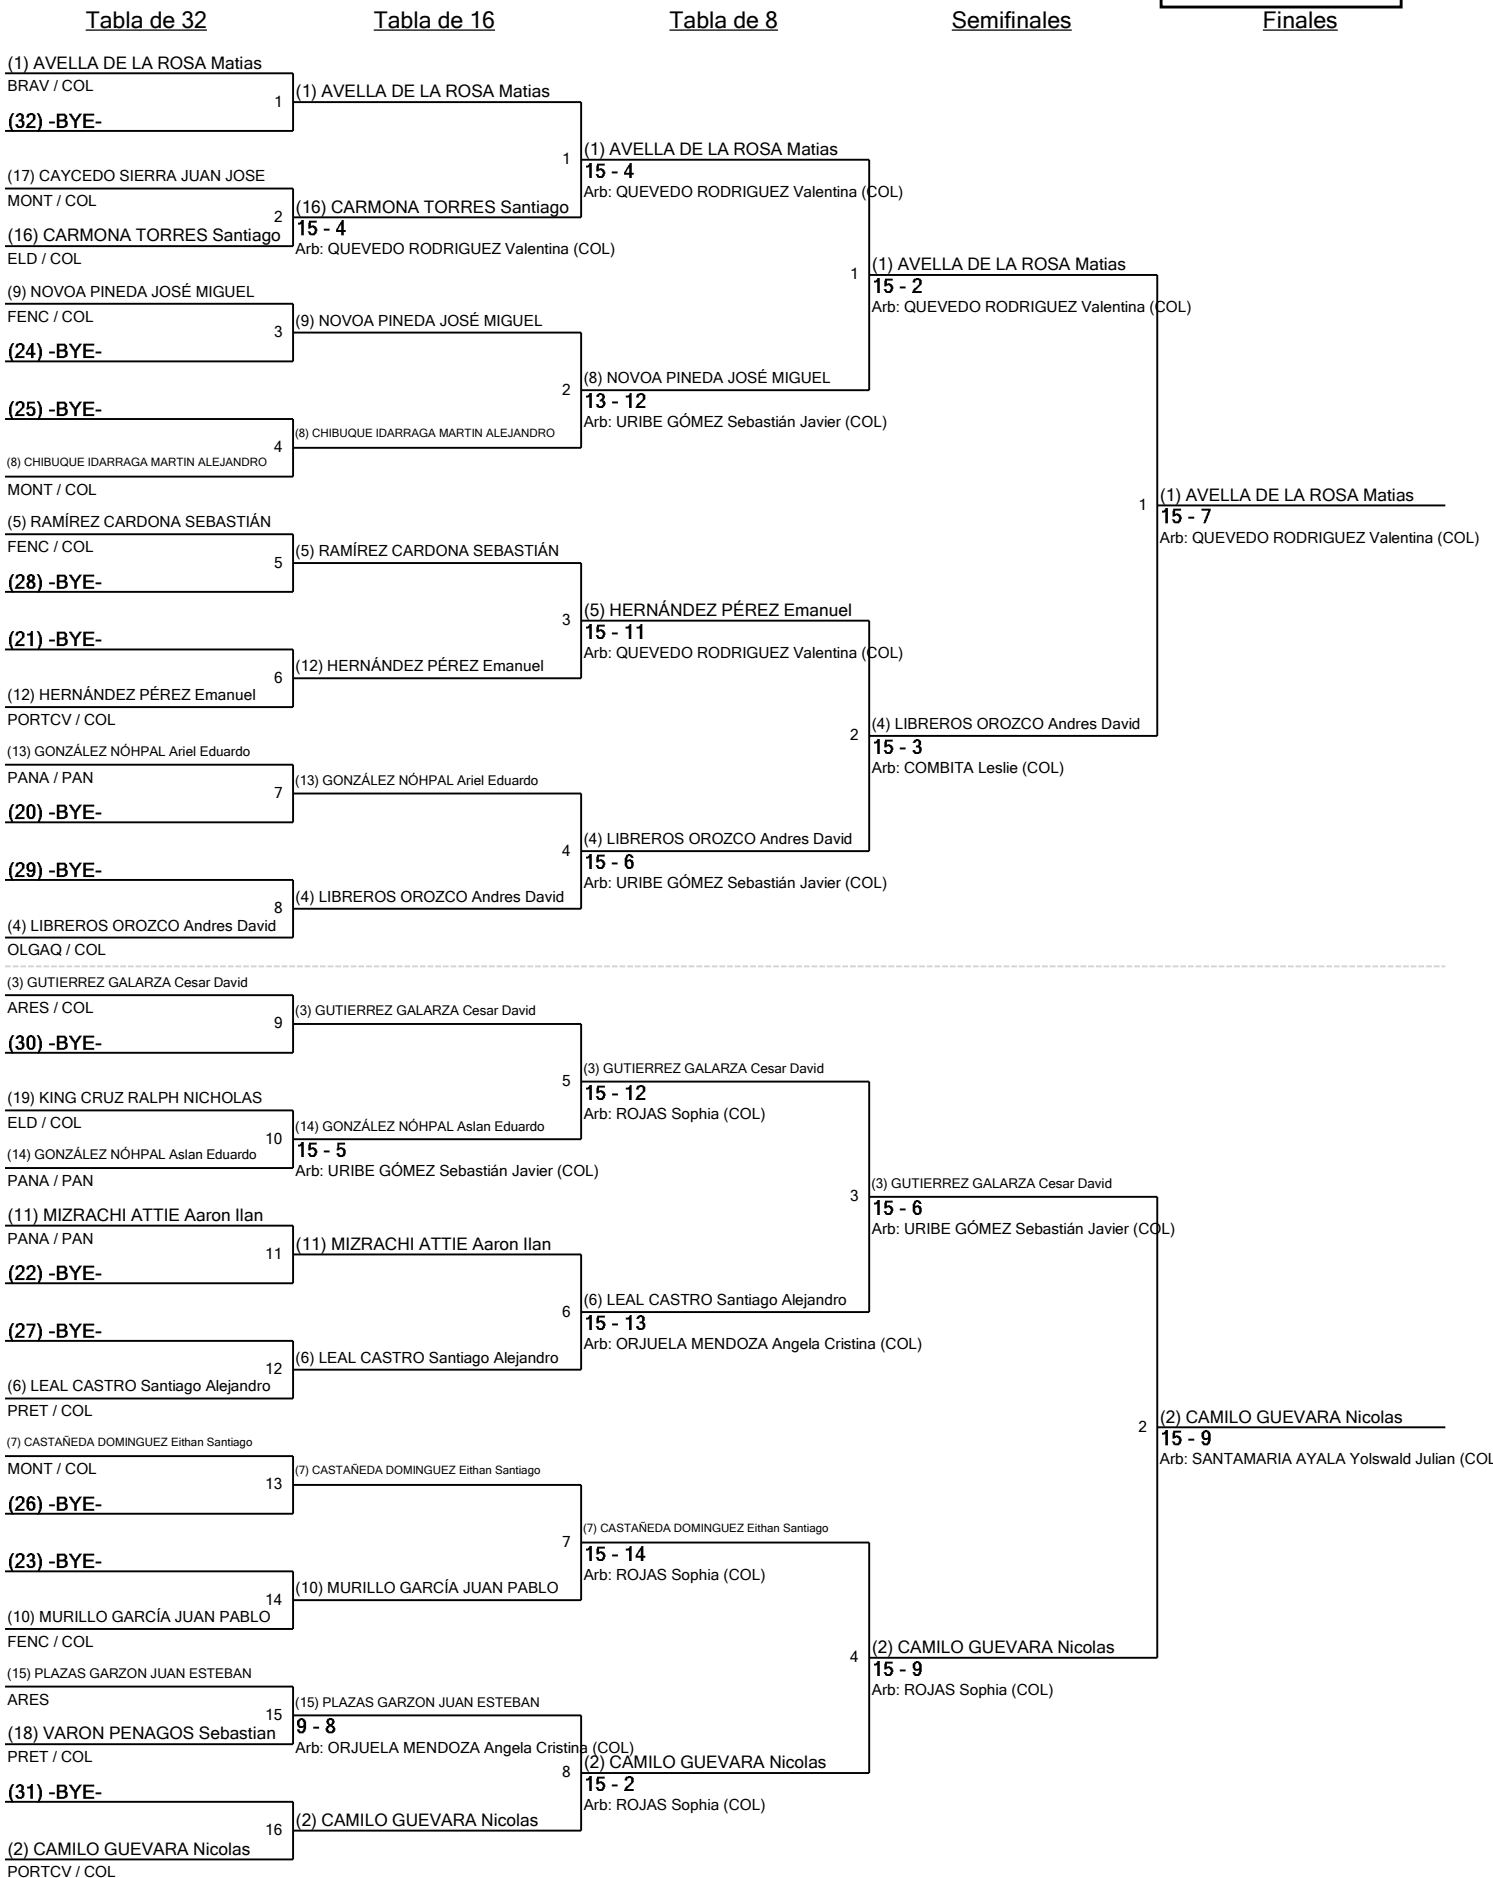 Tabla de 32
Tabla de 16
Tabla de 8
Semifinales
Finales
(1) AVELLA DE LA ROSA Matias
BRAV / COL
1
(32) -BYE-
(17) CAYCEDO SIERRA JUAN JOSE
MONT / COL
2
(16) CARMONA TORRES Santiago
ELD / COL
(9) NOVOA PINEDA JOSÉ MIGUEL
FENC / COL
3
(24) -BYE-
(25) -BYE-
4
(8) CHIBUQUE IDARRAGA MARTIN ALEJANDRO
MONT / COL
(5) RAMÍREZ CARDONA SEBASTIÁN
FENC / COL
5
(28) -BYE-
(21) -BYE-
6
(12) HERNÁNDEZ PÉREZ Emanuel
PORTCV / COL
(13) GONZÁLEZ NÓHPAL Ariel Eduardo
PANA / PAN
7
(20) -BYE-
(29) -BYE-
8
(4) LIBREROS OROZCO Andres David
OLGAQ / COL
(3) GUTIERREZ GALARZA Cesar David
ARES / COL
9
(30) -BYE-
(19) KING CRUZ RALPH NICHOLAS
ELD / COL
10
(14) GONZÁLEZ NÓHPAL Aslan Eduardo
PANA / PAN
(11) MIZRACHI ATTIE Aaron Ilan
PANA / PAN
11
(22) -BYE-
(27) -BYE-
12
(6) LEAL CASTRO Santiago Alejandro
PRET / COL
(7) CASTAÑEDA DOMINGUEZ Eithan Santiago
MONT / COL
13
(26) -BYE-
(23) -BYE-
14
(10) MURILLO GARCÍA JUAN PABLO
FENC / COL
(15) PLAZAS GARZON JUAN ESTEBAN
ARES
15
(18) VARON PENAGOS Sebastian
PRET / COL
(31) -BYE-
16
(2) CAMILO GUEVARA Nicolas
PORTCV / COL
(1) AVELLA DE LA ROSA Matias
1
(16) CARMONA TORRES Santiago
15 - 4
Arb: QUEVEDO RODRIGUEZ Valentina (COL)
(9) NOVOA PINEDA JOSÉ MIGUEL
2
(8) CHIBUQUE IDARRAGA MARTIN ALEJANDRO
(5) RAMÍREZ CARDONA SEBASTIÁN
3
(12) HERNÁNDEZ PÉREZ Emanuel
(13) GONZÁLEZ NÓHPAL Ariel Eduardo
4
(4) LIBREROS OROZCO Andres David
(3) GUTIERREZ GALARZA Cesar David
5
(14) GONZÁLEZ NÓHPAL Aslan Eduardo
15 - 5
Arb: URIBE GÓMEZ Sebastián Javier (COL)
(11) MIZRACHI ATTIE Aaron Ilan
6
(6) LEAL CASTRO Santiago Alejandro
(7) CASTAÑEDA DOMINGUEZ Eithan Santiago
7
(10) MURILLO GARCÍA JUAN PABLO
(15) PLAZAS GARZON JUAN ESTEBAN
9 - 8
Arb: ORJUELA MENDOZA Angela Cristina (COL)
8
(2) CAMILO GUEVARA Nicolas
(1) AVELLA DE LA ROSA Matias
15 - 4
Arb: QUEVEDO RODRIGUEZ Valentina (COL)
1
(8) NOVOA PINEDA JOSÉ MIGUEL
13 - 12
Arb: URIBE GÓMEZ Sebastián Javier (COL)
(5) HERNÁNDEZ PÉREZ Emanuel
15 - 11
Arb: QUEVEDO RODRIGUEZ Valentina (COL)
2
(4) LIBREROS OROZCO Andres David
15 - 6
Arb: URIBE GÓMEZ Sebastián Javier (COL)
(3) GUTIERREZ GALARZA Cesar David
15 - 12
Arb: ROJAS Sophia (COL)
3
(6) LEAL CASTRO Santiago Alejandro
15 - 13
Arb: ORJUELA MENDOZA Angela Cristina (COL)
(7) CASTAÑEDA DOMINGUEZ Eithan Santiago
15 - 14
Arb: ROJAS Sophia (COL)
4
(2) CAMILO GUEVARA Nicolas
15 - 2
Arb: ROJAS Sophia (COL)
(1) AVELLA DE LA ROSA Matias
15 - 2
Arb: QUEVEDO RODRIGUEZ Valentina (COL)
1
(4) LIBREROS OROZCO Andres David
15 - 3
Arb: COMBITA Leslie (COL)
(3) GUTIERREZ GALARZA Cesar David
15 - 6
Arb: URIBE GÓMEZ Sebastián Javier (COL)
2
(2) CAMILO GUEVARA Nicolas
15 - 9
Arb: ROJAS Sophia (COL)
(1) AVELLA DE LA ROSA Matias
15 - 7
Arb: QUEVEDO RODRIGUEZ Valentina (COL)
(2) CAMILO GUEVARA Nicolas
15 - 9
Arb: SANTAMARIA AYALA Yolswald Julian (COL